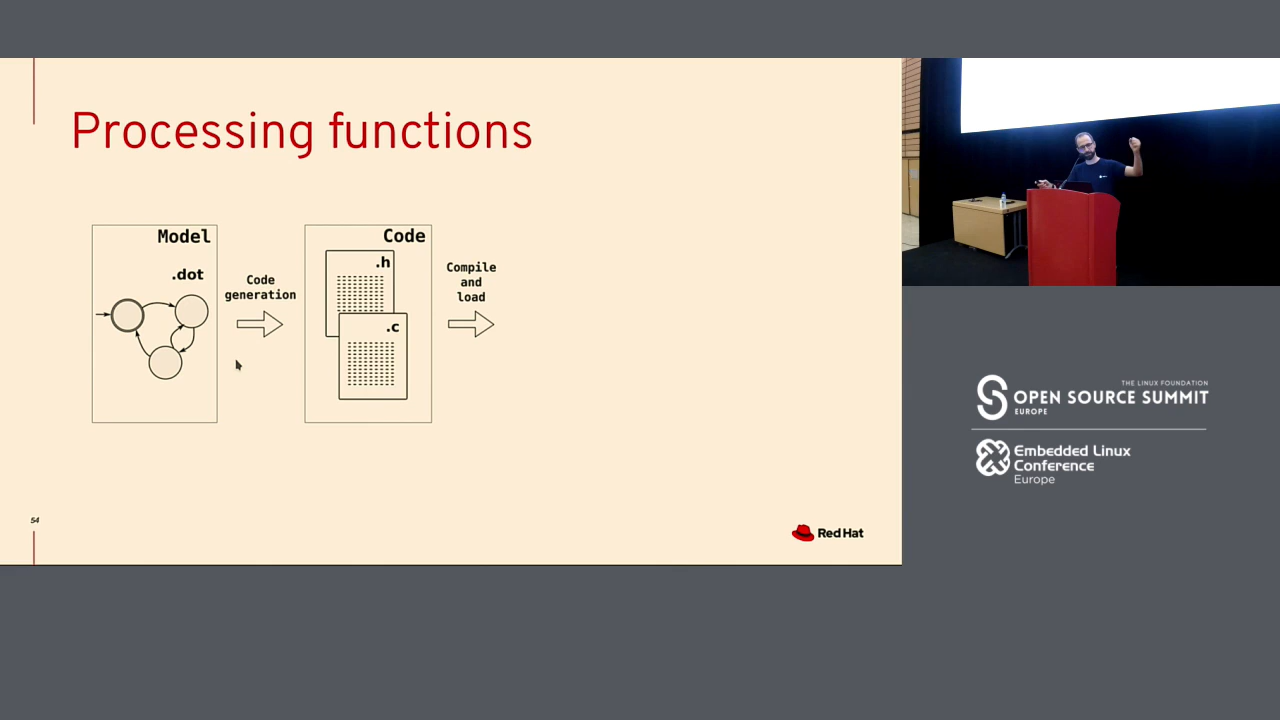 Processing functions
Model
.dot
Code
generation
Code
.h
.c
Compile
and
load
54
Red Hat
THE LINUX FOUNDATION
OPEN SOURCE SUMMIT
EUROPE
Embedded Linux
Conference
Europe